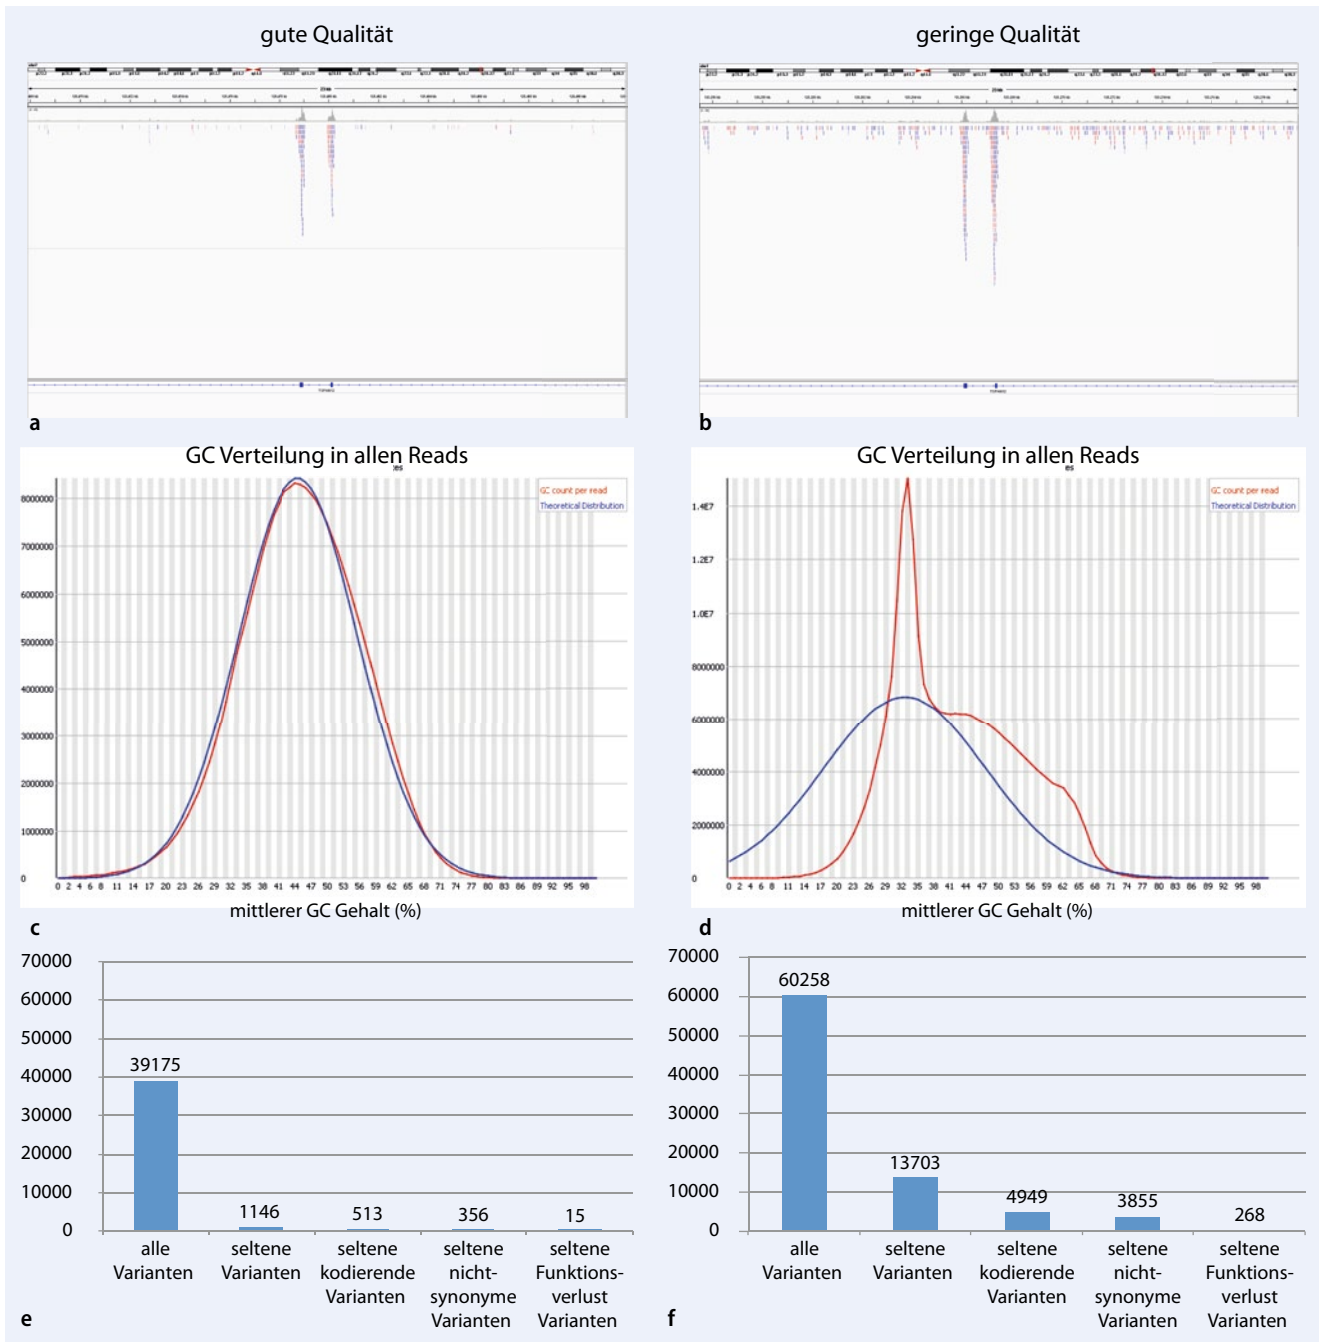 gute Qualität
geringe Qualität
a
b
GC Verteilung in allen Reads
GC count per read
Theoretical Distribution
8000000
7000000
6000000
5000000
4000000
3000000
2000000
1000000
0
0 2 4 6 8 11 14 17 20 23 26 29 32 35 38 41 44 47 50 53 56 59 62 65 68 71 74 77 80 83 86 89 92 95 98
mittlerer GC Gehalt (%)
c
GC Verteilung in allen Reads
es
GC count per read
Theoretical Distribution
1.4E7
1.2E7
1.0E7
8000000
6000000
4000000
2000000
0
0 2 4 6 8 11 14 17 20 23 26 29 32 35 38 41 44 47 50 53 56 59 62 65 68 71 74 77 80 83 86 89 92 95 98
mittlerer GC Gehalt (%)
d
70000
60000
50000
40000
30000
20000
10000
0
39175
1146
513
356
15
alle
Varianten
seltene
Varianten
seltene
kodierende
Varianten
seltene
nicht-
synonyme
Varianten
seltene
Funktions-
verlust
Varianten
e
70000
60000
50000
40000
30000
20000
10000
0
60258
13703
4949
3855
268
alle
Varianten
seltene
Varianten
seltene
kodierende
Varianten
seltene
nicht-
synonyme
Varianten
seltene
Funktions-
verlust
Varianten
f